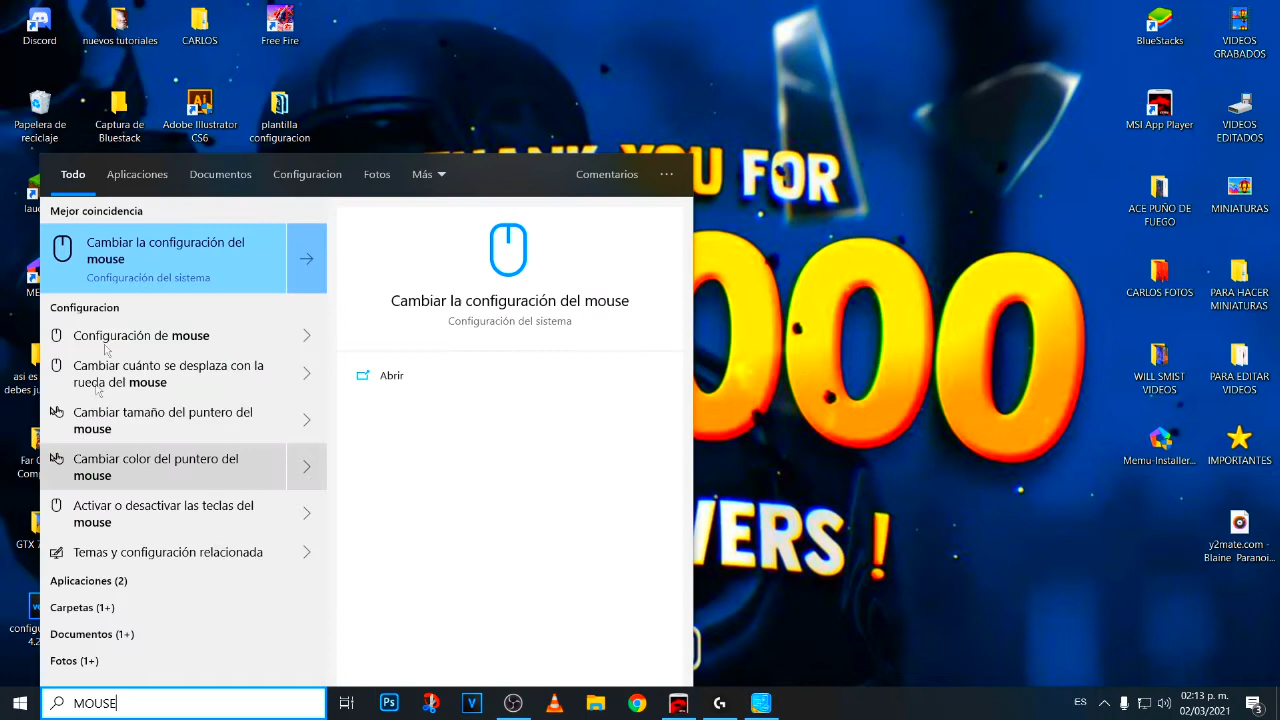 Discord
nuevos tutoriales
CARLOS
Free Fire
BlueStacks
VIDEOS
GRABADOS
Papelera de
reciclaje
Captura de
Bluestack
Adobe Illustrator
CS6
plantilla
configuracion
MSI App Player
VIDEOS
EDITADOS
THANK YOU FOR
Todo
Aplicaciones
Documentos
Configuracion
Fotos
Más
Comentarios
Mejor coincidencia
Cambiar la configuración del
mouse
Configuración del sistema
Configuracion
Configuración de mouse
Cambiar cuánto se desplaza con la
rueda del mouse
Cambiar tamaño del puntero del
mouse
Cambiar color del puntero del
mouse
Activar o desactivar las teclas del
mouse
Temas y configuración relacionada
Aplicaciones (2)
Carpetas (1+)
Documentos (1+)
Fotos (1+)
MOUSE
Cambiar la configuración del mouse
Configuración del sistema
Abrir
000
VERS !
ACE PUÑO DE
FUEGO
MINIATURAS
CARLOS FOTOS
PARA HACER
MINIATURAS
WILL SMIST
VIDEOS
PARA EDITAR
VIDEOS
Memu-Installer...
IMPORTANTES
y2mate.com -
Blaine Paranoi...
ES
02:13 p. m.
02/03/2021
3